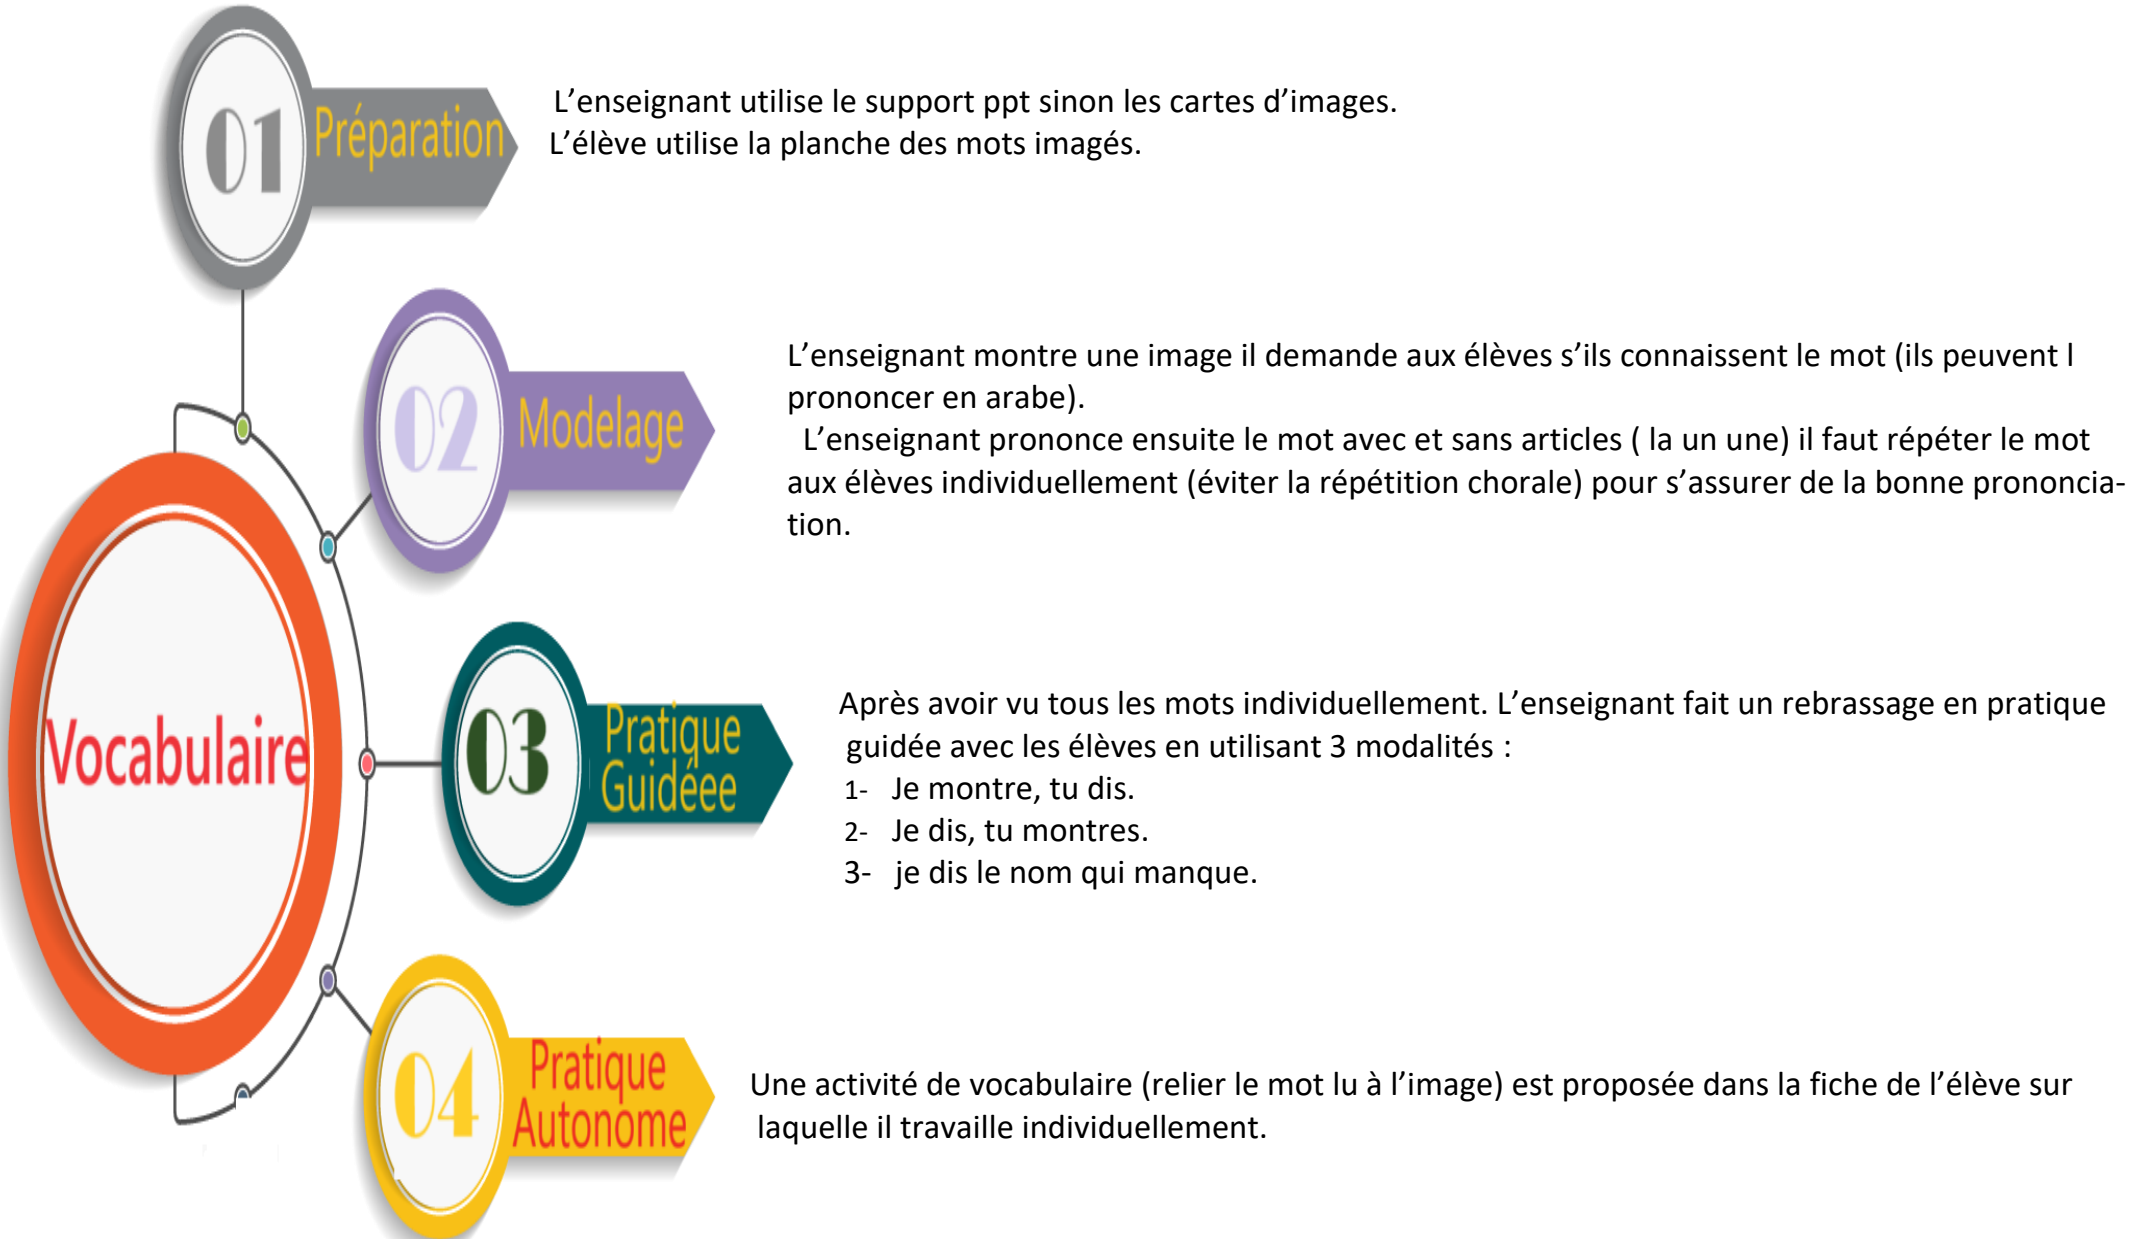 01
Préparation
L’enseignant utilise le support ppt sinon les cartes d’images.
L’élève utilise la planche des mots imagés.
02
Modelage
L’enseignant montre une image il demande aux élèves s’ils connaissent le mot (ils peuvent l
prononcer en arabe).
L’enseignant prononce ensuite le mot avec et sans articles ( la un une) il faut répéter le mot
aux élèves individuellement (éviter la répétition chorale) pour s’assurer de la bonne prononcia-
tion.
Vocabulaire
03
Pratique
Guidéee
Après avoir vu tous les mots individuellement. L’enseignant fait un rebrassage en pratique
guidée avec les élèves en utilisant 3 modalités :
1- Je montre, tu dis.
2- Je dis, tu montres.
3- je dis le nom qui manque.
04
Pratique
Autonome
Une activité de vocabulaire (relier le mot lu à l’image) est proposée dans la fiche de l’élève sur
laquelle il travaille individuellement.